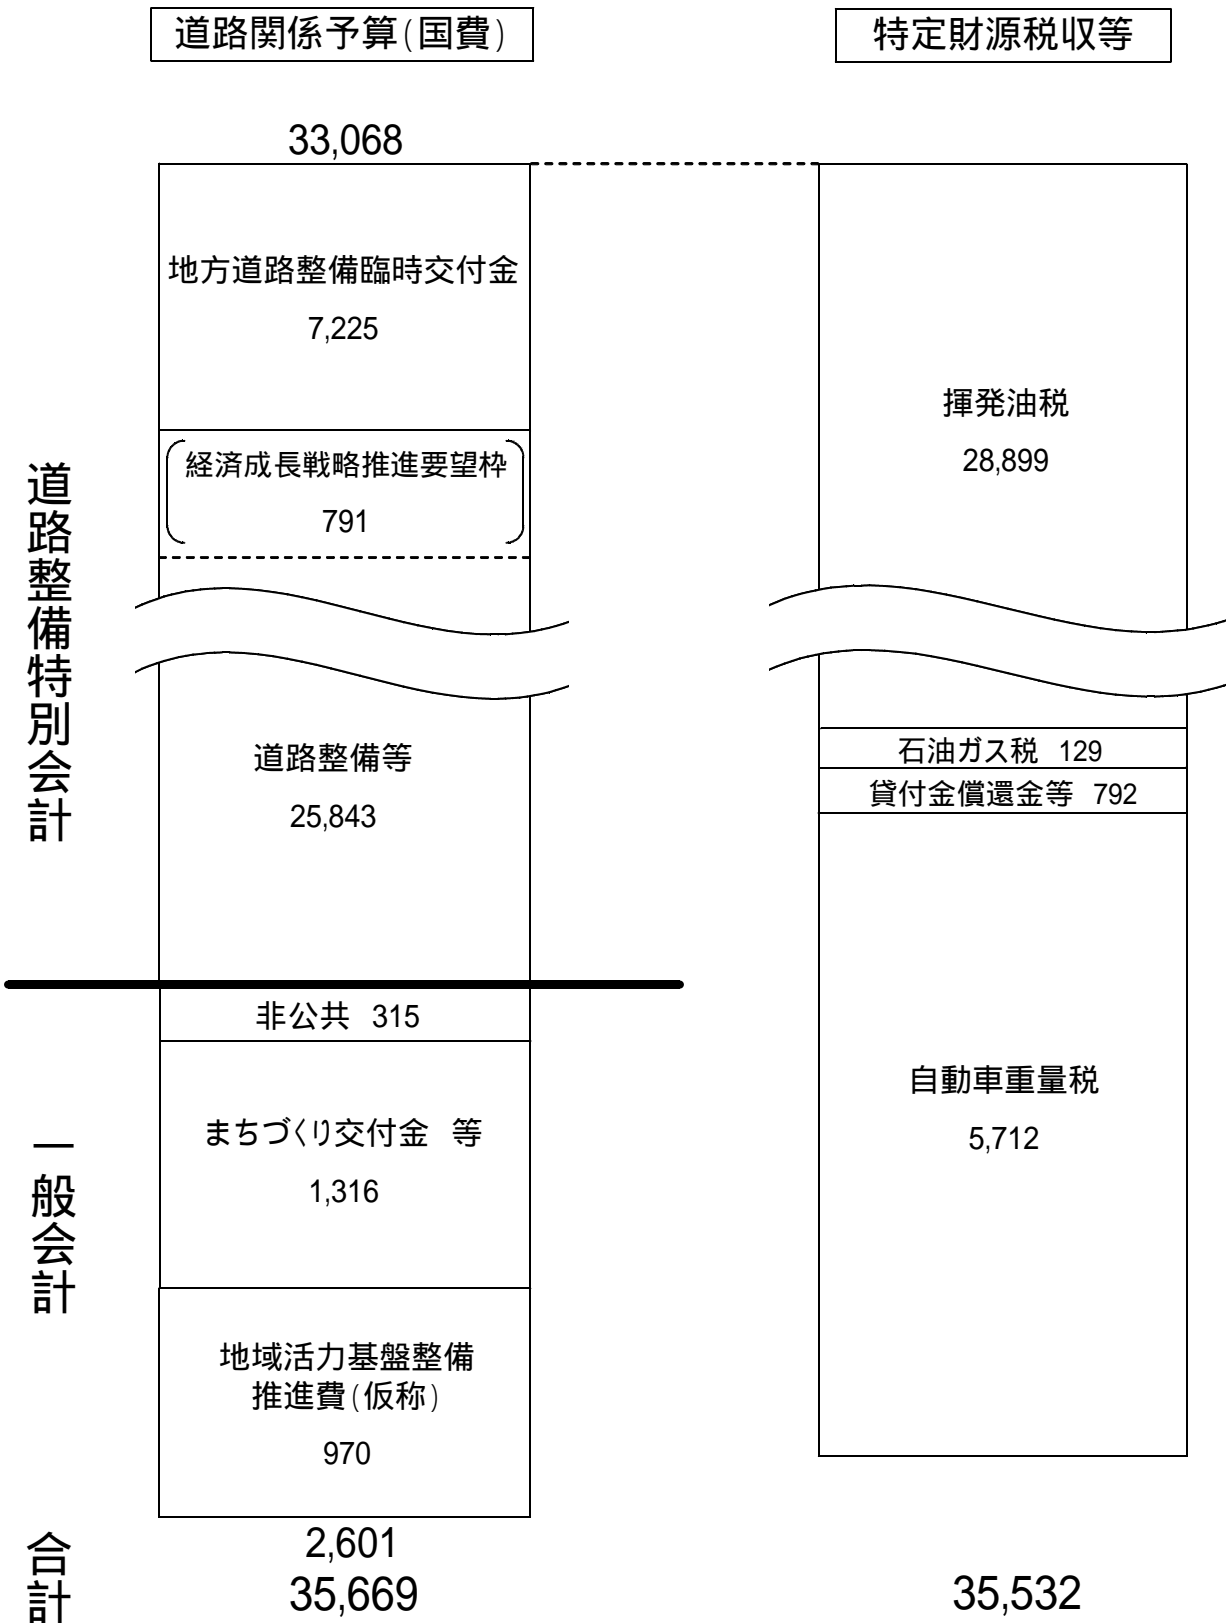 道路関係予算(国費)
特定財源税収等
33,068
道路整備特別会計
地方道路整備臨時交付金
7,225
経済成長戦略推進要望枠
791
道路整備等
25,843
一般会計
非公共 315
まちづくり交付金 等
1,316
地域活力基盤整備
推進費(仮称)
970
2,601
揮発油税
28,899
石油ガス税 129
貸付金償還金等 792
自動車重量税
5,712
合計
35,669
35,532